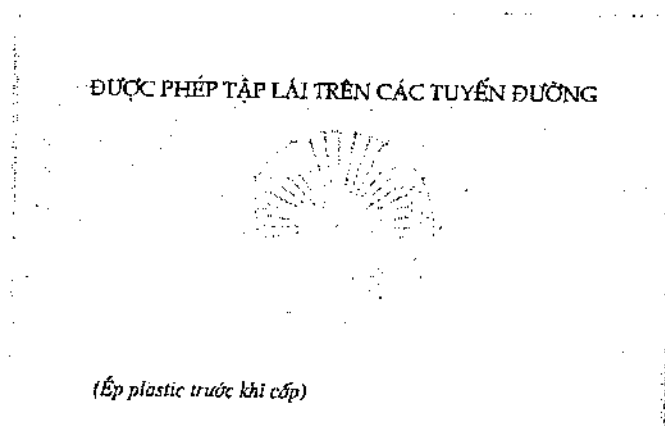 ĐƯỢC PHÉP TẬP LÁI TRÊN CÁC TUYẾN ĐƯỜNG
(Ép plastic trước khi cấp)